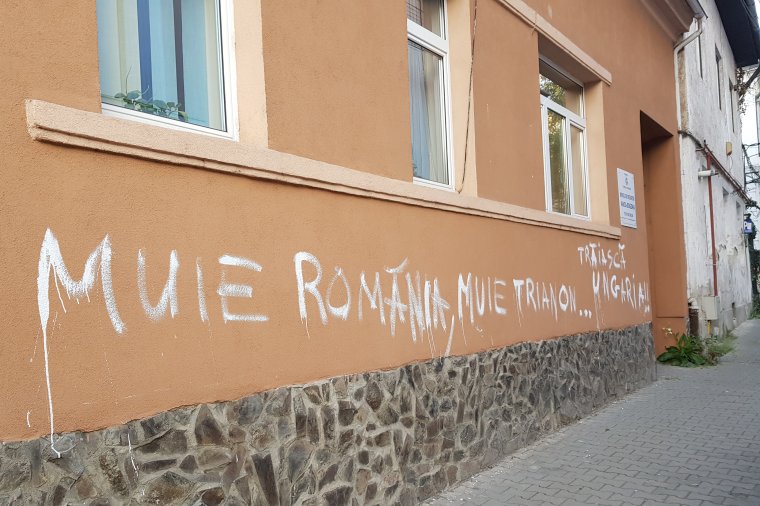 MUIE ROMÂNIA, MUIE TRIANON... TRĂIASCĂ
UNGARIA!!